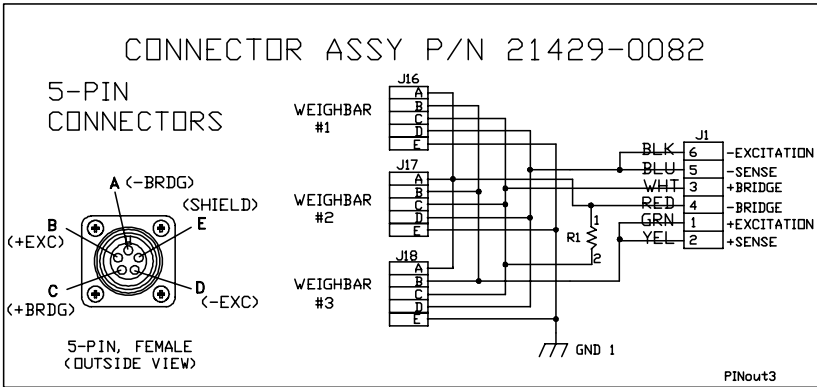 CONNECTOR ASSY P/N 21429-0082
5-PIN
CONNECTORS
A (-BRDG)
(SHIELD)
B
E
(+EXC)
C
D
(+BRDG)
(-EXC)
5-PIN, FEMALE
(OUTSIDE VIEW)
WEIGHBAR
#1
J16
A
B
C
D
E
WEIGHBAR
#2
J17
A
B
C
D
E
WEIGHBAR
#3
J18
A
B
C
D
E
R1
1
2
GND 1
J1
BLK 6 -EXCITATION
BLU 5 -SENSE
WHT 3 +BRIDGE
RED 4 -BRIDGE
GRN 1 +EXCITATION
YEL 2 +SENSE
PINout3